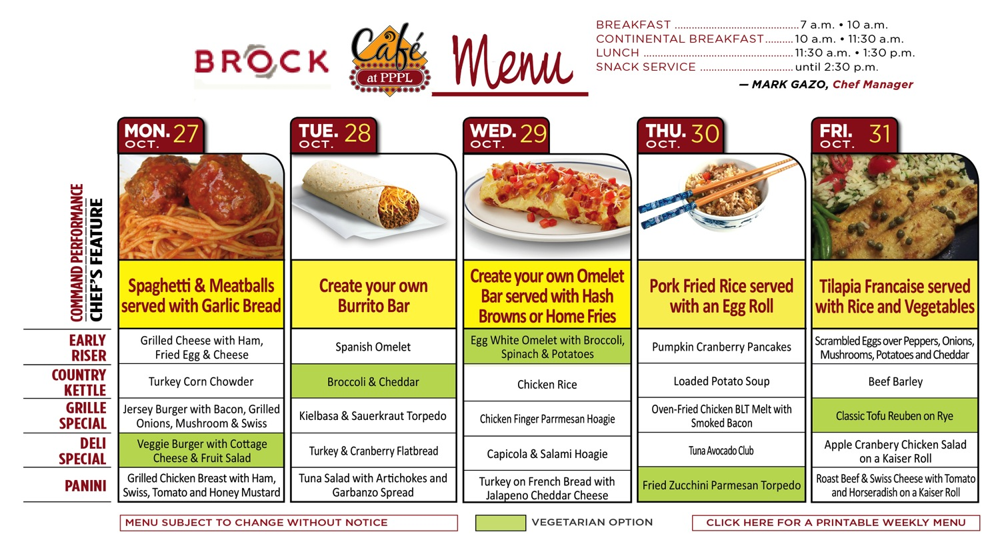 BROCK
Café
at PPPL
Menu
BREAKFAST ..........................................7 a.m. • 10 a.m.
CONTINENTAL BREAKFAST..........10 a.m. • 11:30 a.m.
LUNCH ..................................................11:30 a.m. • 1:30 p.m.
SNACK SERVICE ................................until 2:30 p.m.
— MARK GAZO, Chef Manager
MON. 27
OCT.
TUE. 28
OCT.
WED. 29
OCT.
THU. 30
OCT.
FRI. 31
OCT.
COMMAND PERFORMANCE
CHEF'S FEATURE
Spaghetti & Meatballs
served with Garlic Bread
Create your own
Burrito Bar
Create your own Omelet
Bar served with Hash
Browns or Home Fries
Pork Fried Rice served
with an Egg Roll
Tilapia Francaise served
with Rice and Vegetables
EARLY
RISER
Grilled Cheese with Ham,
Fried Egg & Cheese
Spanish Omelet
Egg White Omelet with Broccoli,
Spinach & Potatoes
Pumpkin Cranberry Pancakes
Scrambled Eggs over Peppers, Onions,
Mushrooms, Potatoes and Cheddar
COUNTRY
KETTLE
Turkey Corn Chowder
Broccoli & Cheddar
Chicken Rice
Loaded Potato Soup
Beef Barley
GRILLE
SPECIAL
Jersey Burger with Bacon, Grilled
Onions, Mushroom & Swiss
Kielbasa & Sauerkraut Torpedo
Chicken Finger Parrmesan Hoagie
Oven-Fried Chicken BLT Melt with
Smoked Bacon
Classic Tofu Reuben on Rye
DELI
SPECIAL
Veggie Burger with Cottage
Cheese & Fruit Salad
Turkey & Cranberry Flatbread
Capicola & Salami Hoagie
Tuna Avocado Club
Apple Cranbery Chicken Salad
on a Kaiser Roll
PANINI
Grilled Chicken Breast with Ham,
Swiss, Tomato and Honey Mustard
Tuna Salad with Artichokes and
Garbanzo Spread
Turkey on French Bread with
Jalapeno Cheddar Cheese
Fried Zucchini Parmesan Torpedo
Roast Beef & Swiss Cheese with Tomato
and Horseradish on a Kaiser Roll
MENU SUBJECT TO CHANGE WITHOUT NOTICE
VEGETARIAN OPTION
CLICK HERE FOR A PRINTABLE WEEKLY MENU